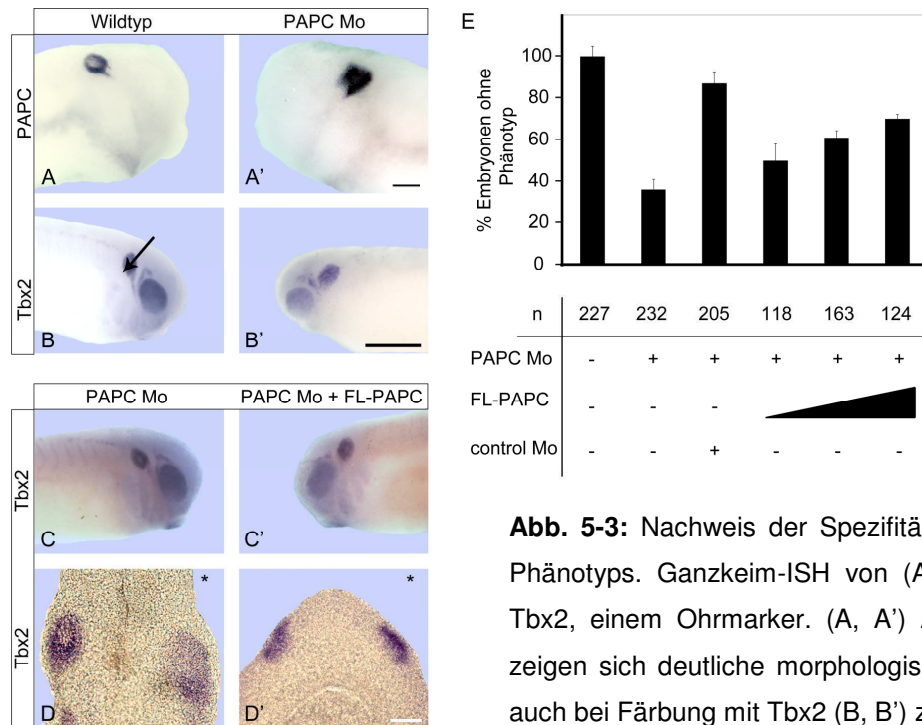 Wildtyp PAPC Mo
PAPC
A A'
Tbx2
B B'
PAPC Mo PAPC Mo + FL-PAPC
Tbx2
C C'
Tbx2
* *
D D'
E
% Embryonen ohne
Phänotyp
100
80
60
40
20
0
n 227 232 205 118 163 124
PAPC Mo - + + + + +
FL-PAPC - - -
control Mo - - + - - -
Abb. 5-3: Nachweis der Spezifitä
Phänotyps. Ganzkeim-ISH von (A
Tbx2, einem Ohrmarker. (A, A')
zeigen sich deutliche morphologis
auch bei Färbung mit Tbx2 (B, B') z